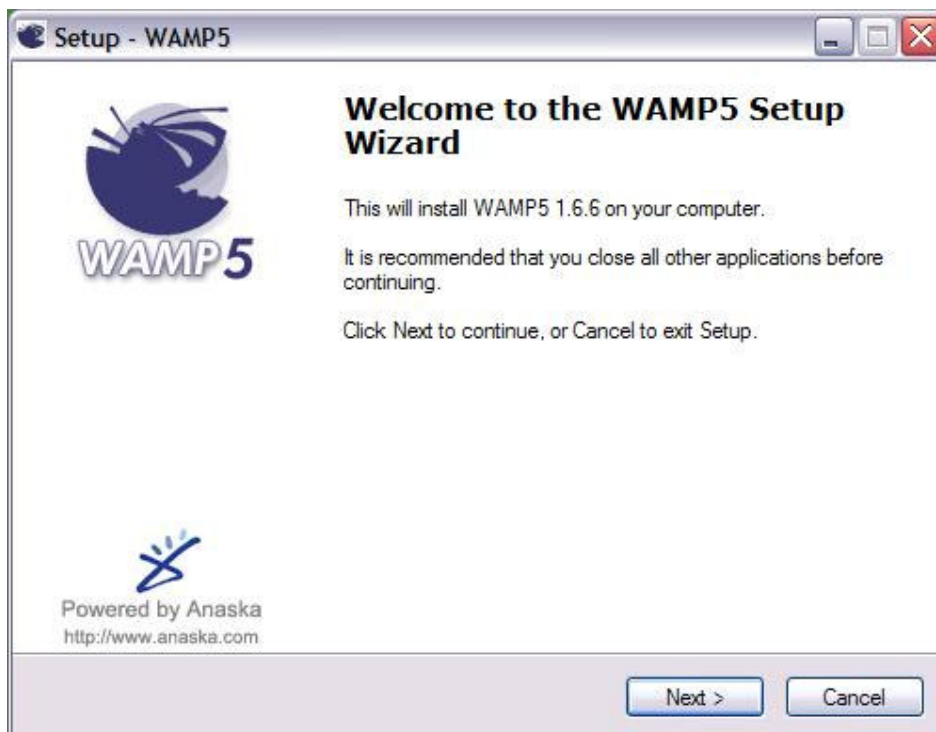 Setup - WAMP5
WAMP5
Welcome to the WAMP5 Setup
Wizard
This will install WAMP5 1.6.6 on your computer.
It is recommended that you close all other applications before
continuing.
Click Next to continue, or Cancel to exit Setup.
Powered by Anaska
http://www.anaska.com
Next >
Cancel